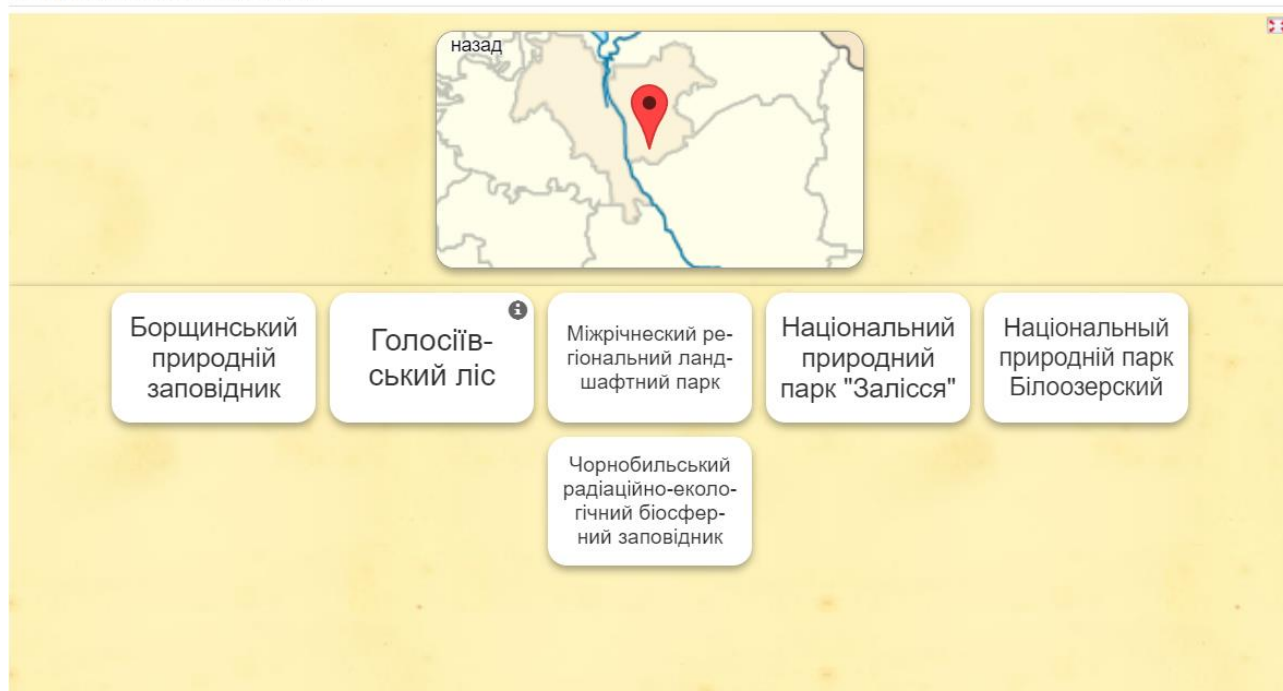 назад
Борщинський
природній
заповідник
Голосіїв-
ський ліс
Міжрічнеский ре-
гіональний ланд-
шафтний парк
Національний
природний
парк "Залісся"
Національный
природній парк
Білоозерский
Чорнобильський
радіаційно-еколо-
гічний біосфер-
ний заповідник